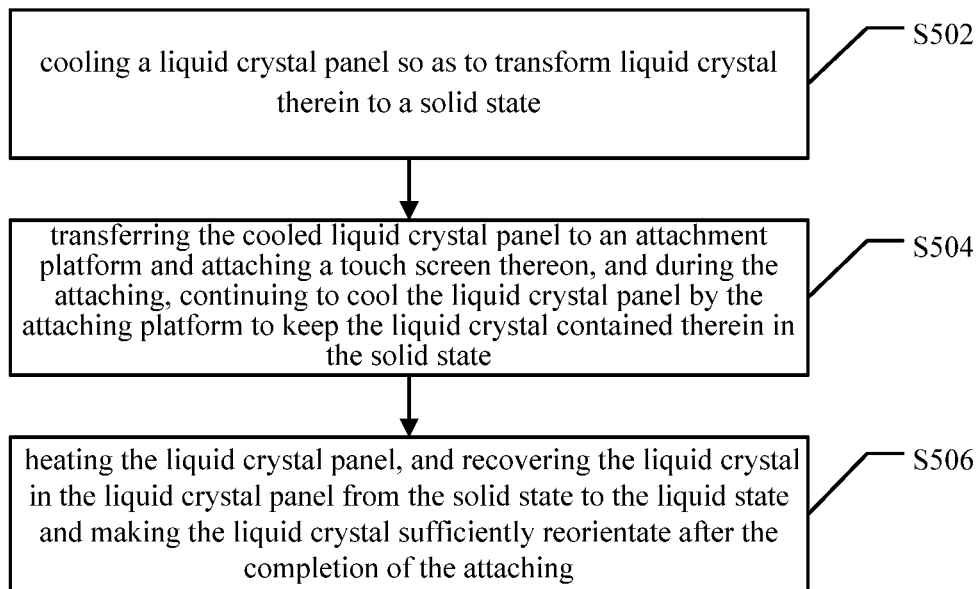 cooling a liquid crystal panel so as to transform liquid crystal
therein to a solid state
S502
transferring the cooled liquid crystal panel to an attachment
platform and attaching a touch screen thereon, and during the
attaching, continuing to cool the liquid crystal panel by the
attaching platform to keep the liquid crystal contained therein in
the solid state
S504
heating the liquid crystal panel, and recovering the liquid crystal
in the liquid crystal panel from the solid state to the liquid state
and making the liquid crystal sufficiently reorientate after the
completion of the attaching
S506